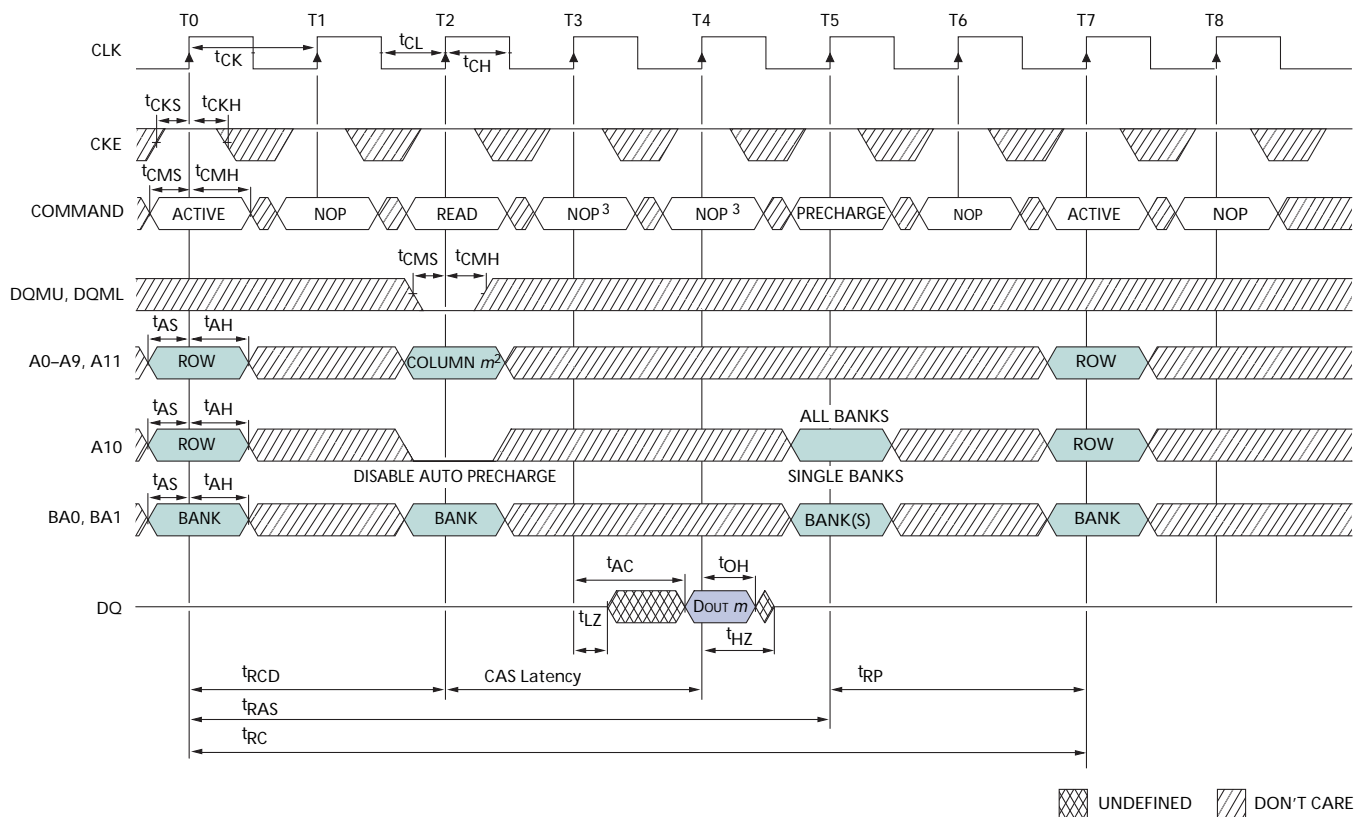 T0 T1 T2 T3 T4 T5 T6 T7 T8
CLK
tCK tCL tCH
tCKS tCKH
CKE
tCMS tCMH
COMMAND ACTIVE NOP READ NOP3 NOP3 PRECHARGE NOP ACTIVE NOP
tCMS tCMH
DQMU, DQML
tAS tAH
A0–A9, A11 ROW COLUMN m2 ROW
tAS tAH ALL BANKS
A10 ROW ROW
DISABLE AUTO PRECHARGE SINGLE BANKS
tAS tAH
BA0, BA1 BANK BANK BANK(S) BANK
tAC tOH
DQ DOUT m
tLZ tHZ
tRCD CAS Latency tRP
tRAS
tRC
UNDEFINED DON'T CARE